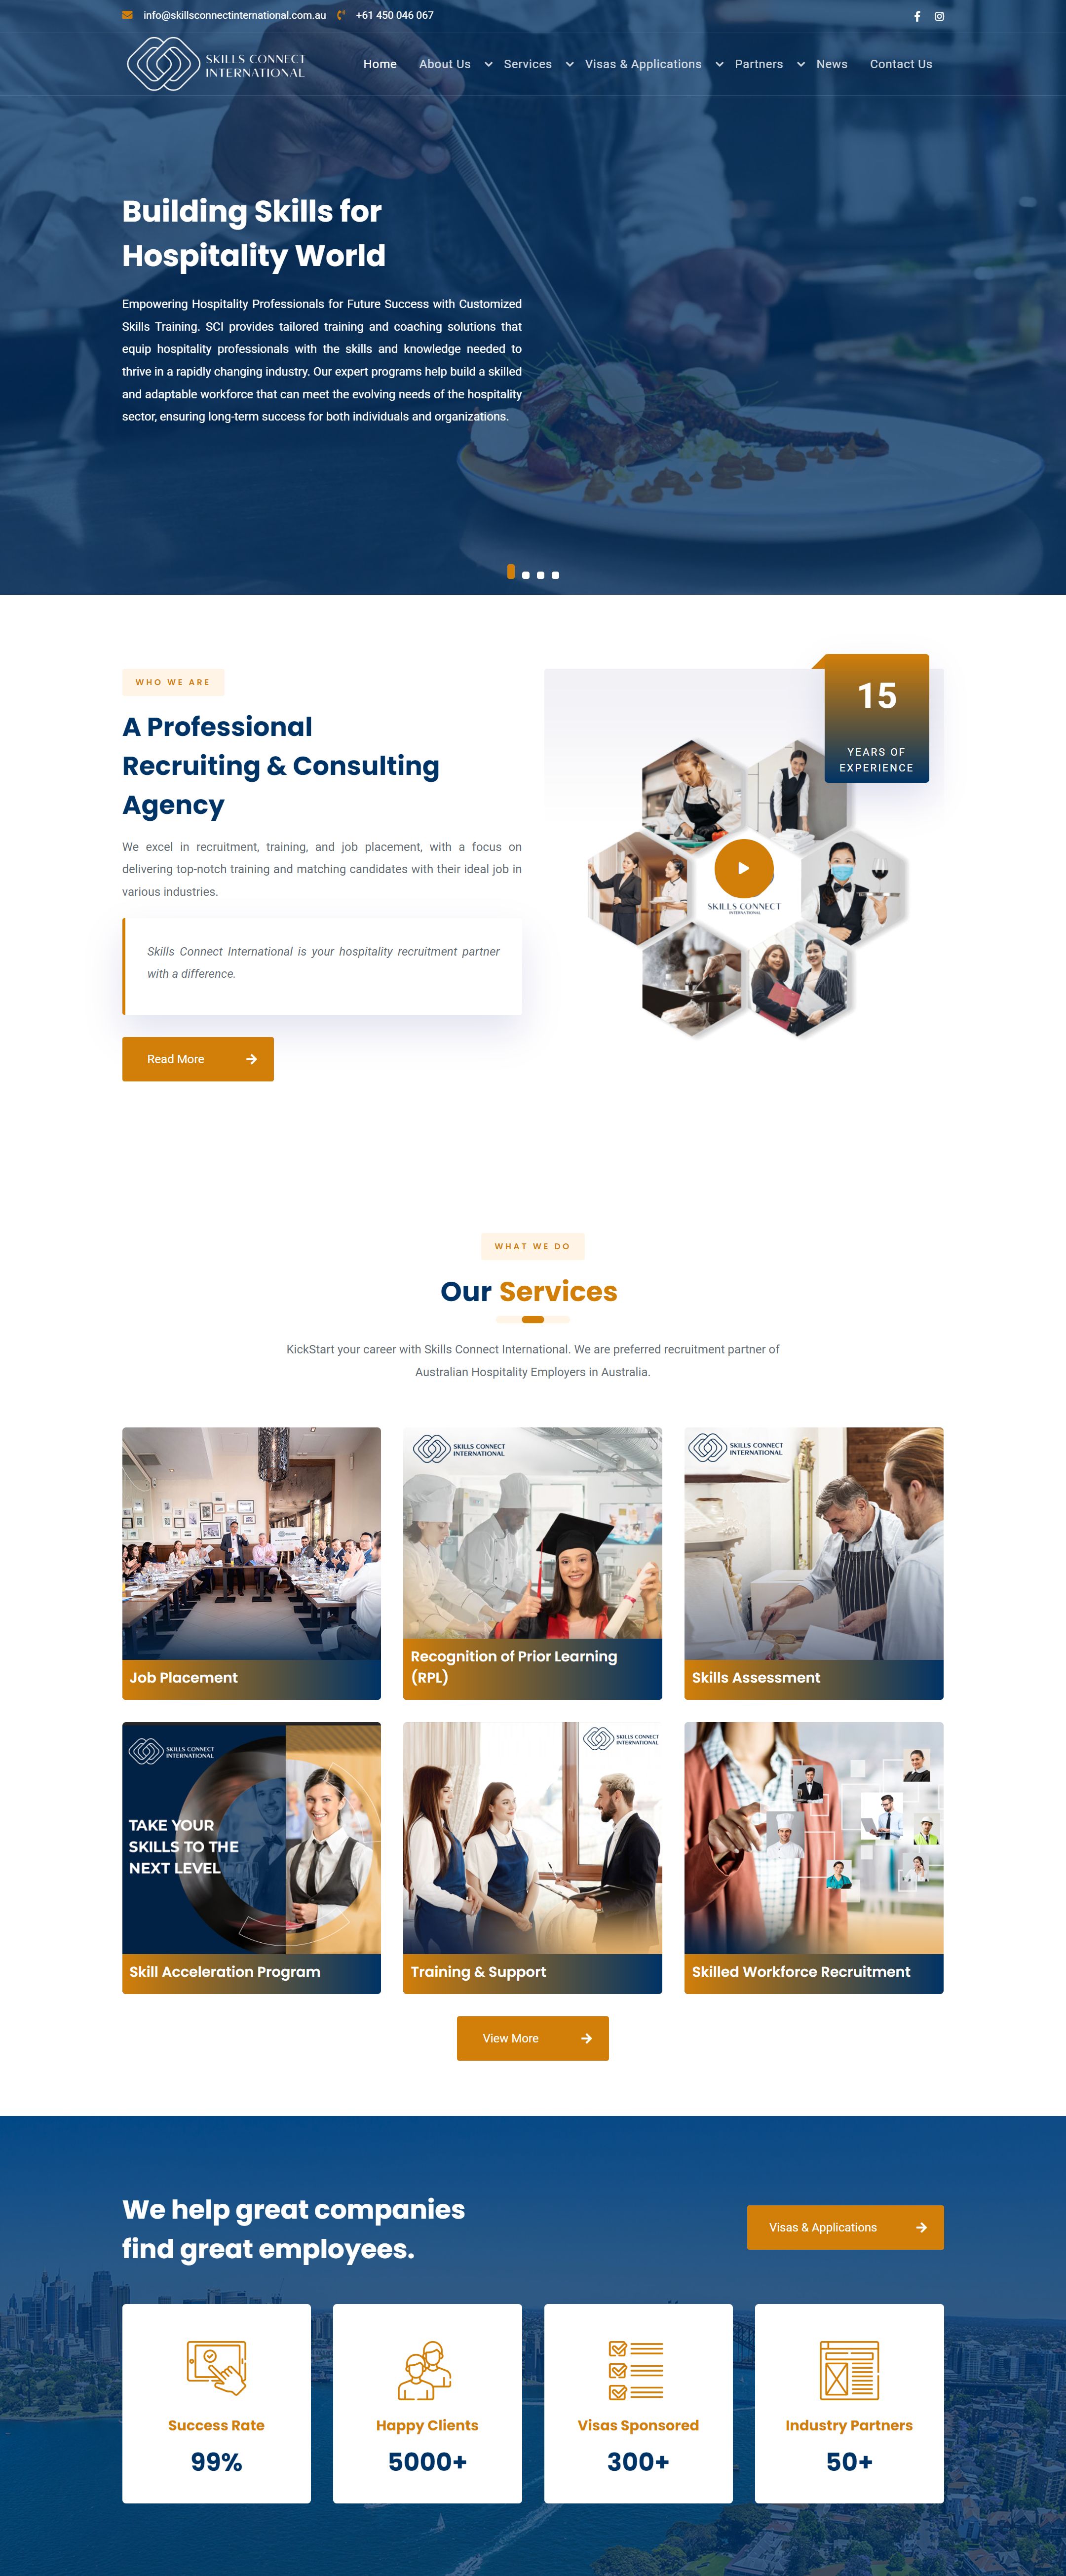 info@skillsconnectinternational.com.au +61 450 046 067
SKILLS CONNECT
INTERNATIONAL
Home About Us Services Visas & Applications Partners News Contact Us
Building Skills for
Hospitality World
Empowering Hospitality Professionals for Future Success with Customized
Skills Training. SCI provides tailored training and coaching solutions that
equip hospitality professionals with the skills and knowledge needed to
thrive in a rapidly changing industry. Our expert programs help build a skilled
and adaptable workforce that can meet the evolving needs of the hospitality
sector, ensuring long-term success for both individuals and organizations.
WHO WE ARE
A Professional
Recruiting & Consulting
Agency
We excel in recruitment, training, and job placement, with a focus on
delivering top-notch training and matching candidates with their ideal job in
various industries.
Skills Connect International is your hospitality recruitment partner
with a difference.
Read More
15
YEARS OF
EXPERIENCE
SKILLS CONNECT
INTERNATIONAL
WHAT WE DO
Our Services
KickStart your career with Skills Connect International. We are preferred recruitment partner of
Australian Hospitality Employers in Australia.
Job Placement
SKILLS CONNECT
INTERNATIONAL
Recognition of Prior Learning
(RPL)
SKILLS CONNECT
INTERNATIONAL
Skills Assessment
SKILLS CONNECT
INTERNATIONAL
TAKE YOUR
SKILLS TO THE
NEXT LEVEL
Skill Acceleration Program
SKILLS CONNECT
INTERNATIONAL
Training & Support
Skilled Workforce Recruitment
View More
We help great companies
find great employees.
Visas & Applications
Success Rate
99%
Happy Clients
5000+
Visas Sponsored
300+
Industry Partners
50+